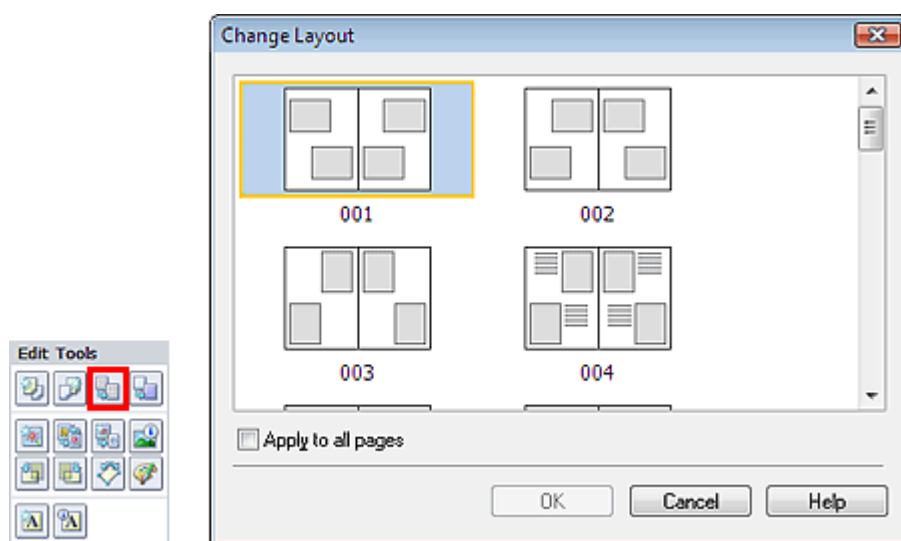 Change Layout
001
002
003
004
Edit Tools
Apply to all pages
OK
Cancel
Help
A
A